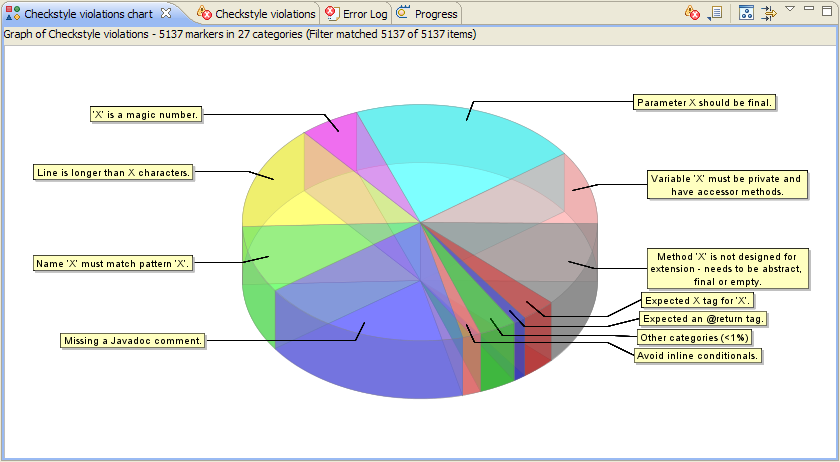 Checkstyle violations chart
Checkstyle violations
Error Log
Progress
Graph of Checkstyle violations - 5137 markers in 27 categories (Filter matched 5137 of 5137 items)
Parameter X should be final.
'X' is a magic number.
Line is longer than X characters.
Variable 'X' must be private and
have accessor methods.
Name 'X' must match pattern 'X'.
Method 'X' is not designed for
extension - needs to be abstract,
final or empty.
Expected X tag for 'X'.
Expected an @return tag.
Missing a Javadoc comment.
Other categories (<1%)
Avoid inline conditionals.